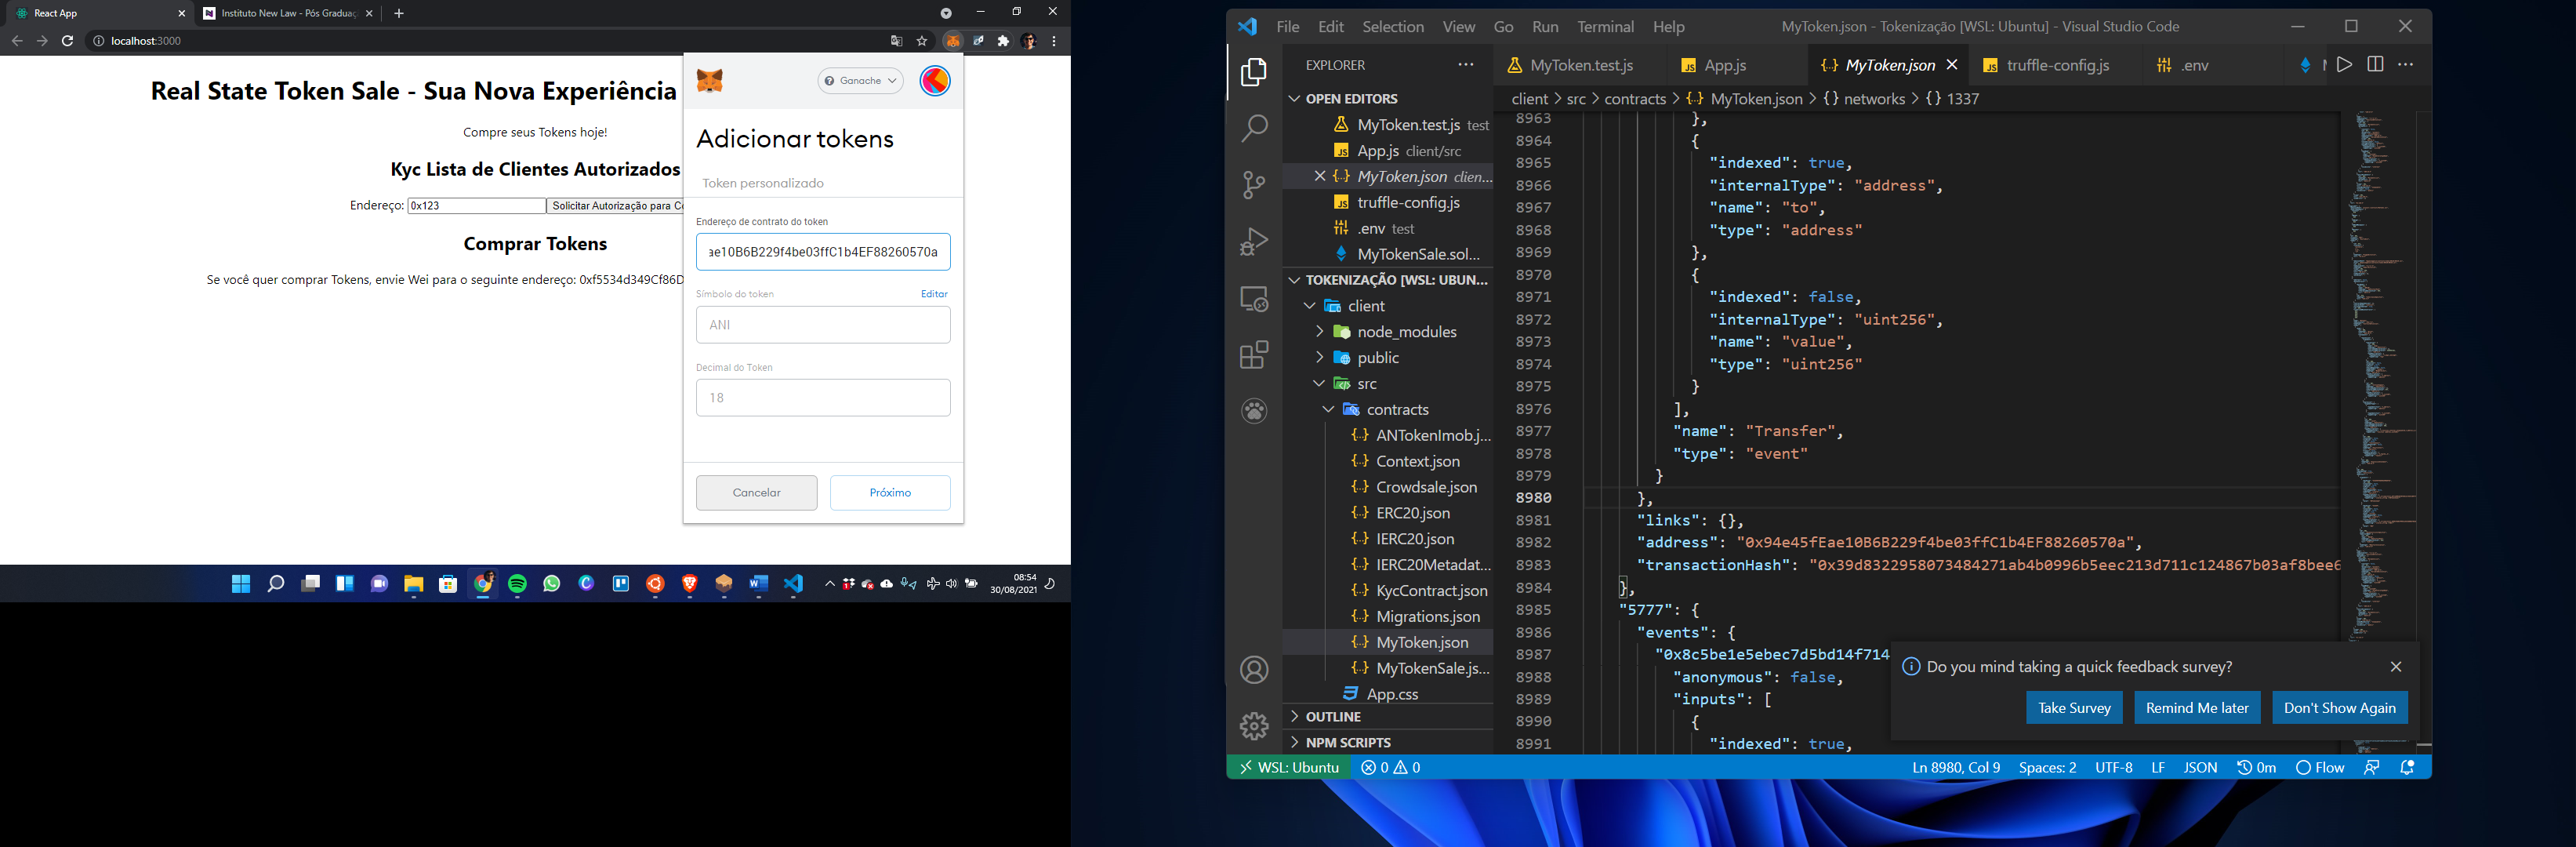 React App
Instituto New Law - Pós Graduaç
localhost:3000
Real State Token Sale - Sua Nova Experiência
Compre seus Tokens hoje!
Kyc Lista de Clientes Autorizados
Endereço: 0x123 Solicitar Autorização para Co
Comprar Tokens
Se você quer comprar Tokens, envie Wei para o seguinte endereço: 0xf5534d349Cf86D
Ganache
Adicionar tokens
Token personalizado
Endereço de contrato do token
ae10B6B229f4be03ffC1b4EF88260570a
Símbolo do token Editar
ANI
Decimal do Token
18
Cancelar Próximo
08:54
30/08/2021
File Edit Selection View Go Run Terminal Help MyToken.json - Tokenização [WSL: Ubuntu] - Visual Studio Code
EXPLORER
MyToken.test.js App.js MyToken.json truffle-config.js .env
client > src > contracts > {..} MyToken.json > {} networks > {} 1337
OPEN EDITORS
MyToken.test.js test
App.js client/src
MyToken.json clien...
truffle-config.js
.env test
MyTokenSale.sol...
TOKENIZAÇÃO [WSL: UBUN...
client
node_modules
public
src
contracts
ANTokenImob.j...
Context.json
Crowdsale.json
ERC20.json
IERC20.json
IERC20Metadat...
KycContract.json
Migrations.json
MyToken.json
MyTokenSale.js...
App.css
OUTLINE
NPM SCRIPTS
8963 },
8964 {
8965 "indexed": true,
8966 "internalType": "address",
8967 "name": "to",
8968 "type": "address"
8969 },
8970 {
8971 "indexed": false,
8972 "internalType": "uint256",
8973 "name": "value",
8974 "type": "uint256"
8975 }
8976 ],
8977 "name": "Transfer",
8978 "type": "event"
8979 }
8980 },
8981 "links": {},
8982 "address": "0x94e45fEae10B6B229f4be03ffC1b4EF88260570a",
8983 "transactionHash": "0x39d8322958073484271ab4b0996b5eec213d711c124867b03af8bee6
8984 },
8985 "5777": {
8986 "events": {
8987 "0x8c5be1e5ebec7d5bd14f714
8988 "anonymous": false,
8989 "inputs": [
8990 {
8991 "indexed": true,
Do you mind taking a quick feedback survey?
Take Survey Remind Me later Don't Show Again
WSL: Ubuntu 0 0 Ln 8980, Col 9 Spaces: 2 UTF-8 LF JSON 0m Flow